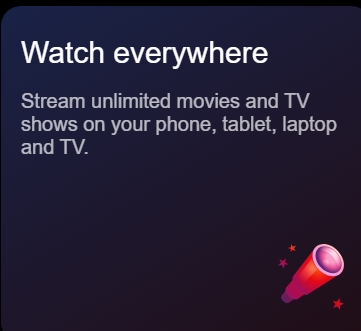 Watch everywhere
Stream unlimited movies and TV
shows on your phone, tablet, laptop
and TV.